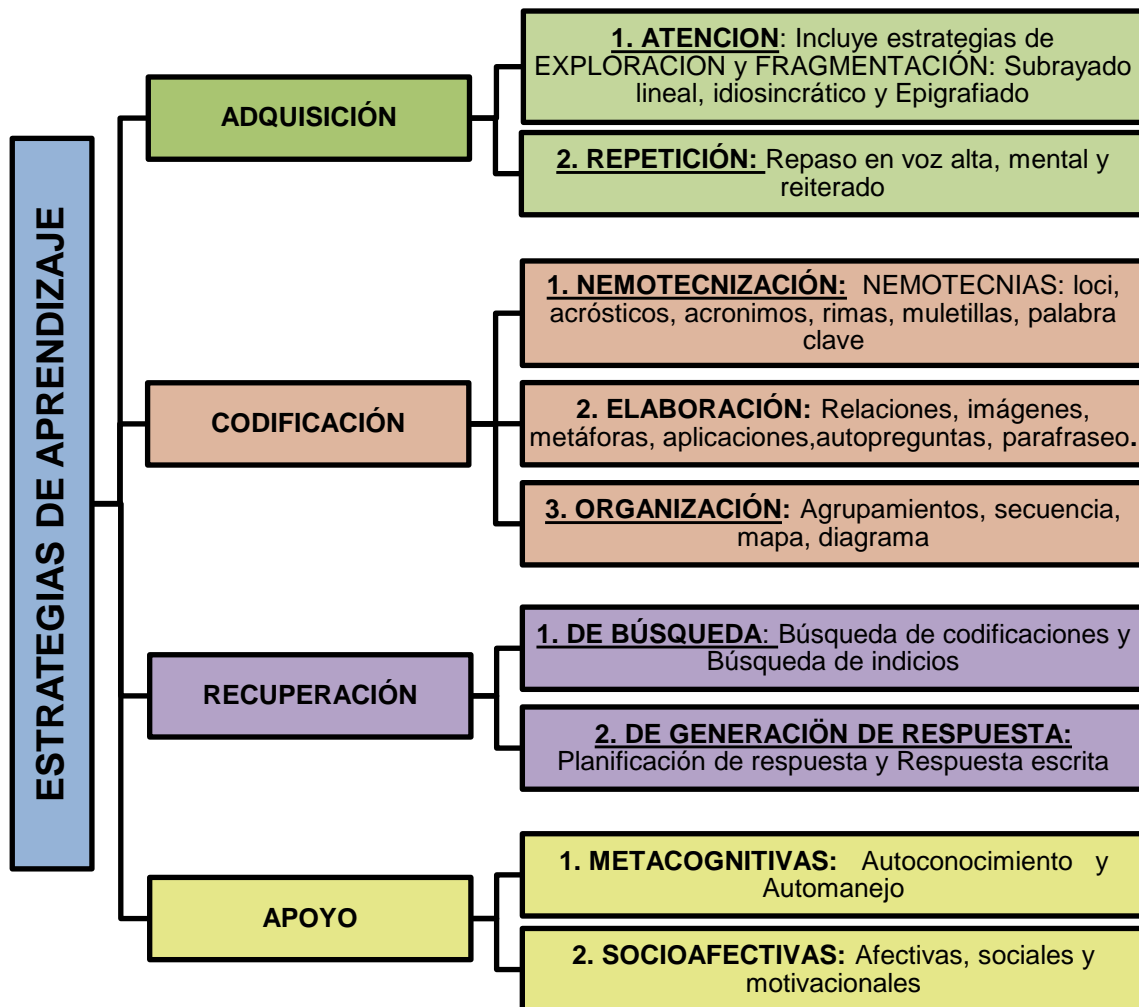 ESTRATEGIAS DE APRENDIZAJE
ADQUISICIÓN
1. ATENCION: Incluye estrategias de
EXPLORACION y FRAGMENTACIÓN: Subrayado
lineal, idiosincrático y Epigrafiado
2. REPETICIÓN: Repaso en voz alta, mental y
reiterado
CODIFICACIÓN
1. NEMOTECNIZACIÓN: NEMOTECNIAS: loci,
acrósticos, acronimos, rimas, muletillas, palabra
clave
2. ELABORACIÓN: Relaciones, imágenes,
metáforas, aplicaciones,autopreguntas, parafraseo.
3. ORGANIZACIÓN: Agrupamientos, secuencia,
mapa, diagrama
RECUPERACIÓN
1. DE BÚSQUEDA: Búsqueda de codificaciones y
Búsqueda de indicios
2. DE GENERACIÖN DE RESPUESTA:
Planificación de respuesta y Respuesta escrita
APOYO
1. METACOGNITIVAS: Autoconocimiento y
Automanejo
2. SOCIOAFECTIVAS: Afectivas, sociales y
motivacionales